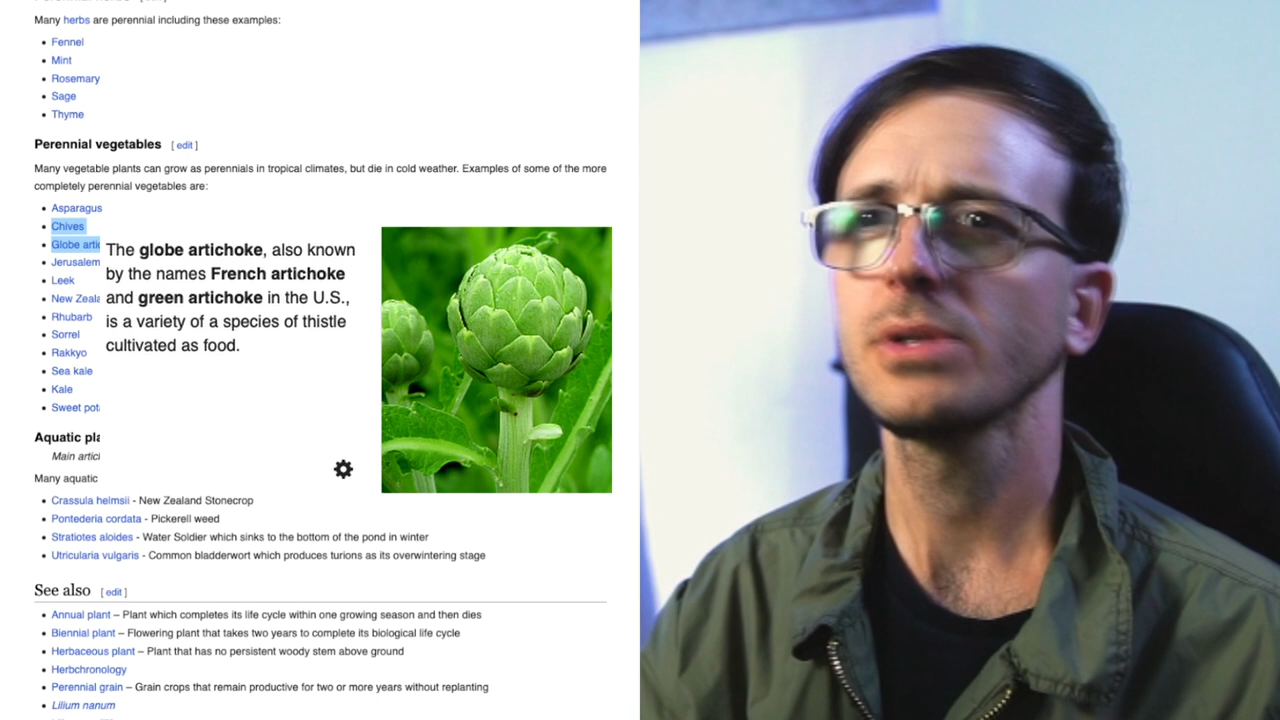 Many herbs are perennial including these examples:
• Fennel
• Mint
• Rosemary
• Sage
• Thyme
Perennial vegetables [ edit ]
Many vegetable plants can grow as perennials in tropical climates, but die in cold weather. Examples of some of the more
completely perennial vegetables are:
• Asparagus
• Chives
• Globe
• Jerusalem
• Leek
• New
• Rhubarb
• Sorrel
• Rakkyo
• Sea kale
• Kale
• Sweet
The globe artichoke, also known
by the names French artichoke
and green artichoke in the U.S.,
is a variety of a species of thistle
cultivated as food.
Aquatic
Main
Many aquatic
• Crassula helmsii - New Zealand Stonecrop
• Pontederia cordata - Pickerell weed
• Stratiotes aloides - Water Soldier which sinks to the bottom of the pond in winter
• Utricularia vulgaris - Common bladderwort which produces turions as its overwintering stage
See also [ edit ]
• Annual plant – Plant which completes its life cycle within one growing season and then dies
• Biennial plant – Flowering plant that takes two years to complete its biological life cycle
• Herbaceous plant – Plant that has no persistent woody stem above ground
• Herbchronology
• Perennial grain – Grain crops that remain productive for two or more years without replanting
• Lilium nanum